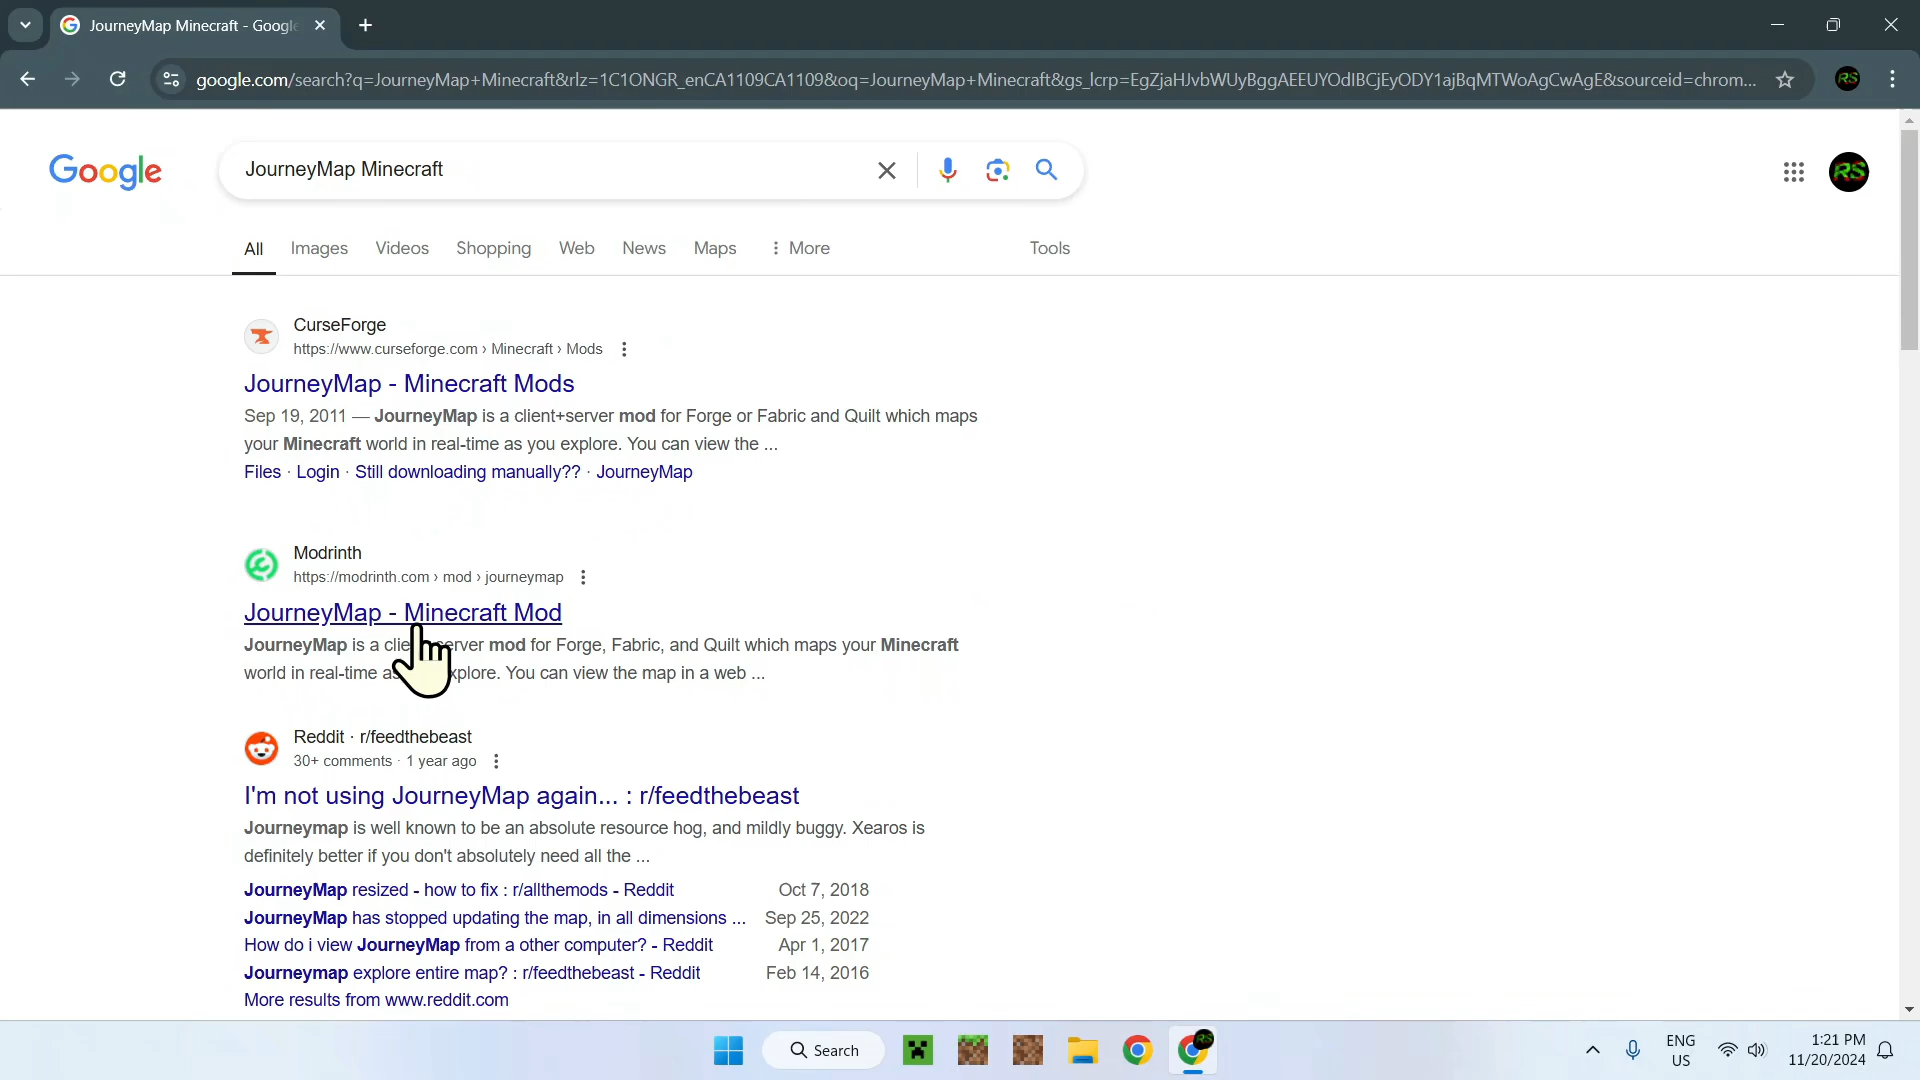 JourneyMap Minecraft - Google
google.com/search?q=JourneyMap+Minecraft&rlz=1C1ONGR_enCA1109CA1109&oq=JourneyMap+Minecraft&gs_lcrp=EgZjaHJvbWUyBggAEEUYOdIBCjEyODY1ajBqMTWoAgCwAgE&sourceid=chrom...
RS
Google
JourneyMap Minecraft
RS
All
Images
Videos
Shopping
Web
News
Maps
More
Tools
CurseForge
https://www.curseforge.com › Minecraft › Mods
JourneyMap - Minecraft Mods
Sep 19, 2011 — JourneyMap is a client+server mod for Forge or Fabric and Quilt which maps
your Minecraft world in real-time as you explore. You can view the ...
Files · Login · Still downloading manually?? · JourneyMap
Modrinth
https://modrinth.com › mod › journeymap
JourneyMap - Minecraft Mod
JourneyMap is a clie rver mod for Forge, Fabric, and Quilt which maps your Minecraft
world in real-time as xplore. You can view the map in a web ...
Reddit · r/feedthebeast
30+ comments · 1 year ago
I'm not using JourneyMap again... : r/feedthebeast
Journeymap is well known to be an absolute resource hog, and mildly buggy. Xearos is
definitely better if you don't absolutely need all the ...
JourneyMap resized - how to fix : r/allthemods - Reddit Oct 7, 2018
JourneyMap has stopped updating the map, in all dimensions ... Sep 25, 2022
How do i view JourneyMap from a other computer? - Reddit Apr 1, 2017
Journeymap explore entire map? : r/feedthebeast - Reddit Feb 14, 2016
More results from www.reddit.com
Search
RS
ENG
US
1:21 PM
11/20/2024